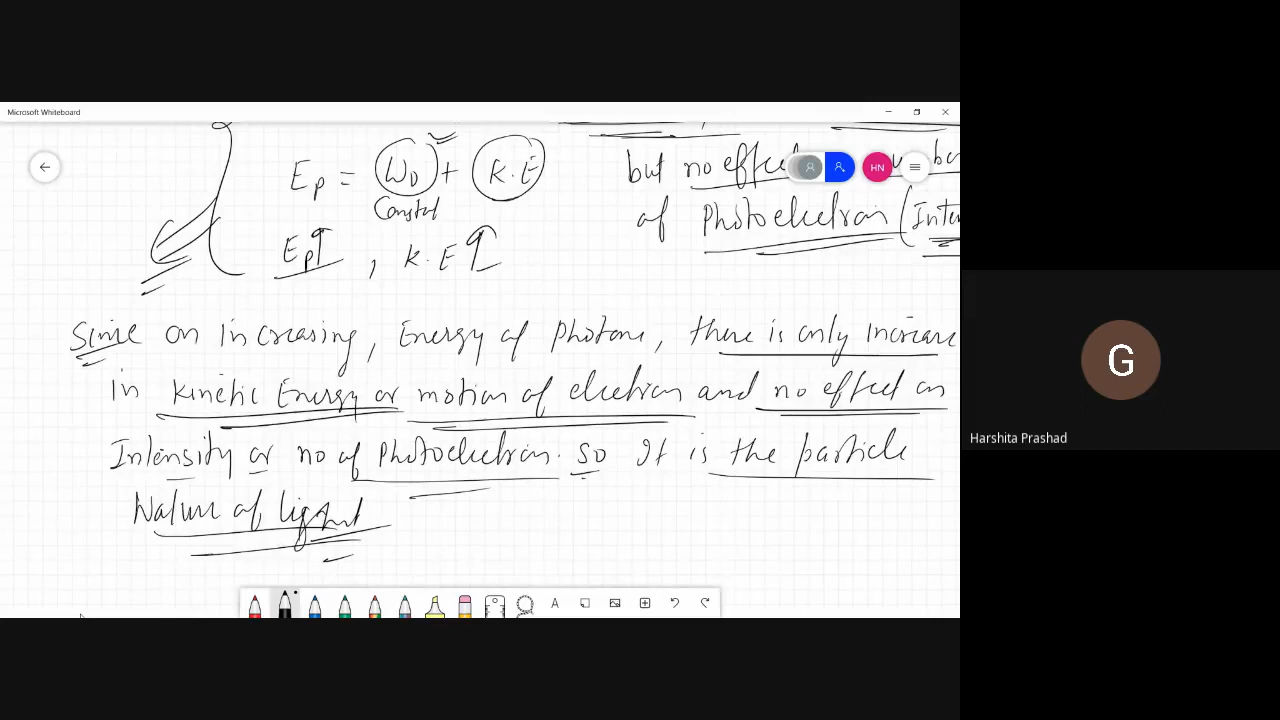 Microsoft Whiteboard
Ep = W0 + K.E
Constat
Ep↑, K.E↑
but no effect
HN
of Photoelectron (Inten
Since on increasing, Energy of Photons, there is only increase
in kinetic Energy or motion of electron and no effect on
Intensity or no of Photoelectron. so It is the particle
Nature of light
A
G
Harshita Prashad